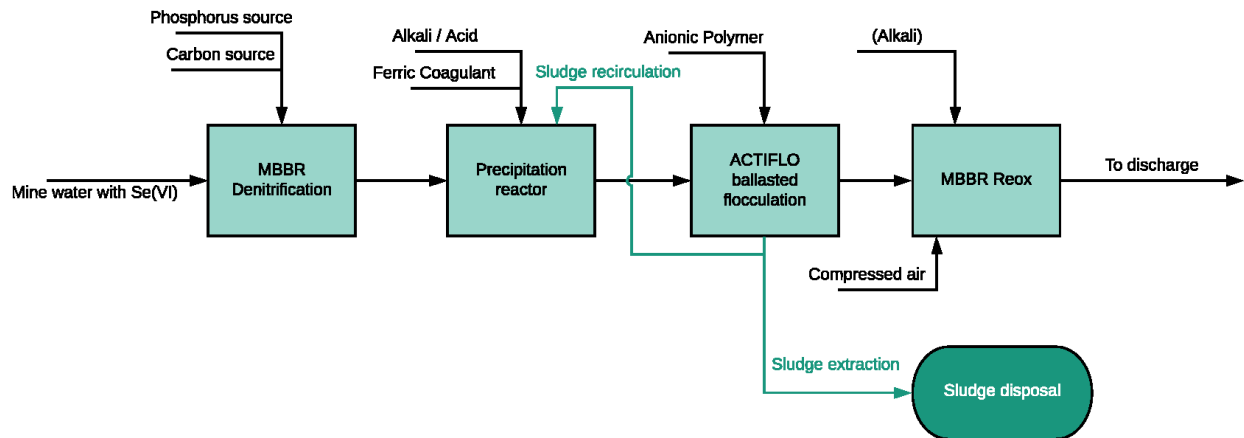 Phosphorus source
Carbon source
Alkali / Acid
Ferric Coagulant
Sludge recirculation
Anionic Polymer
(Alkali)
Mine water with Se(VI)
MBBR
Denitrification
Precipitation
reactor
ACTIFLO
ballasted
flocculation
MBBR Reox
To discharge
Compressed air
Sludge extraction
Sludge disposal